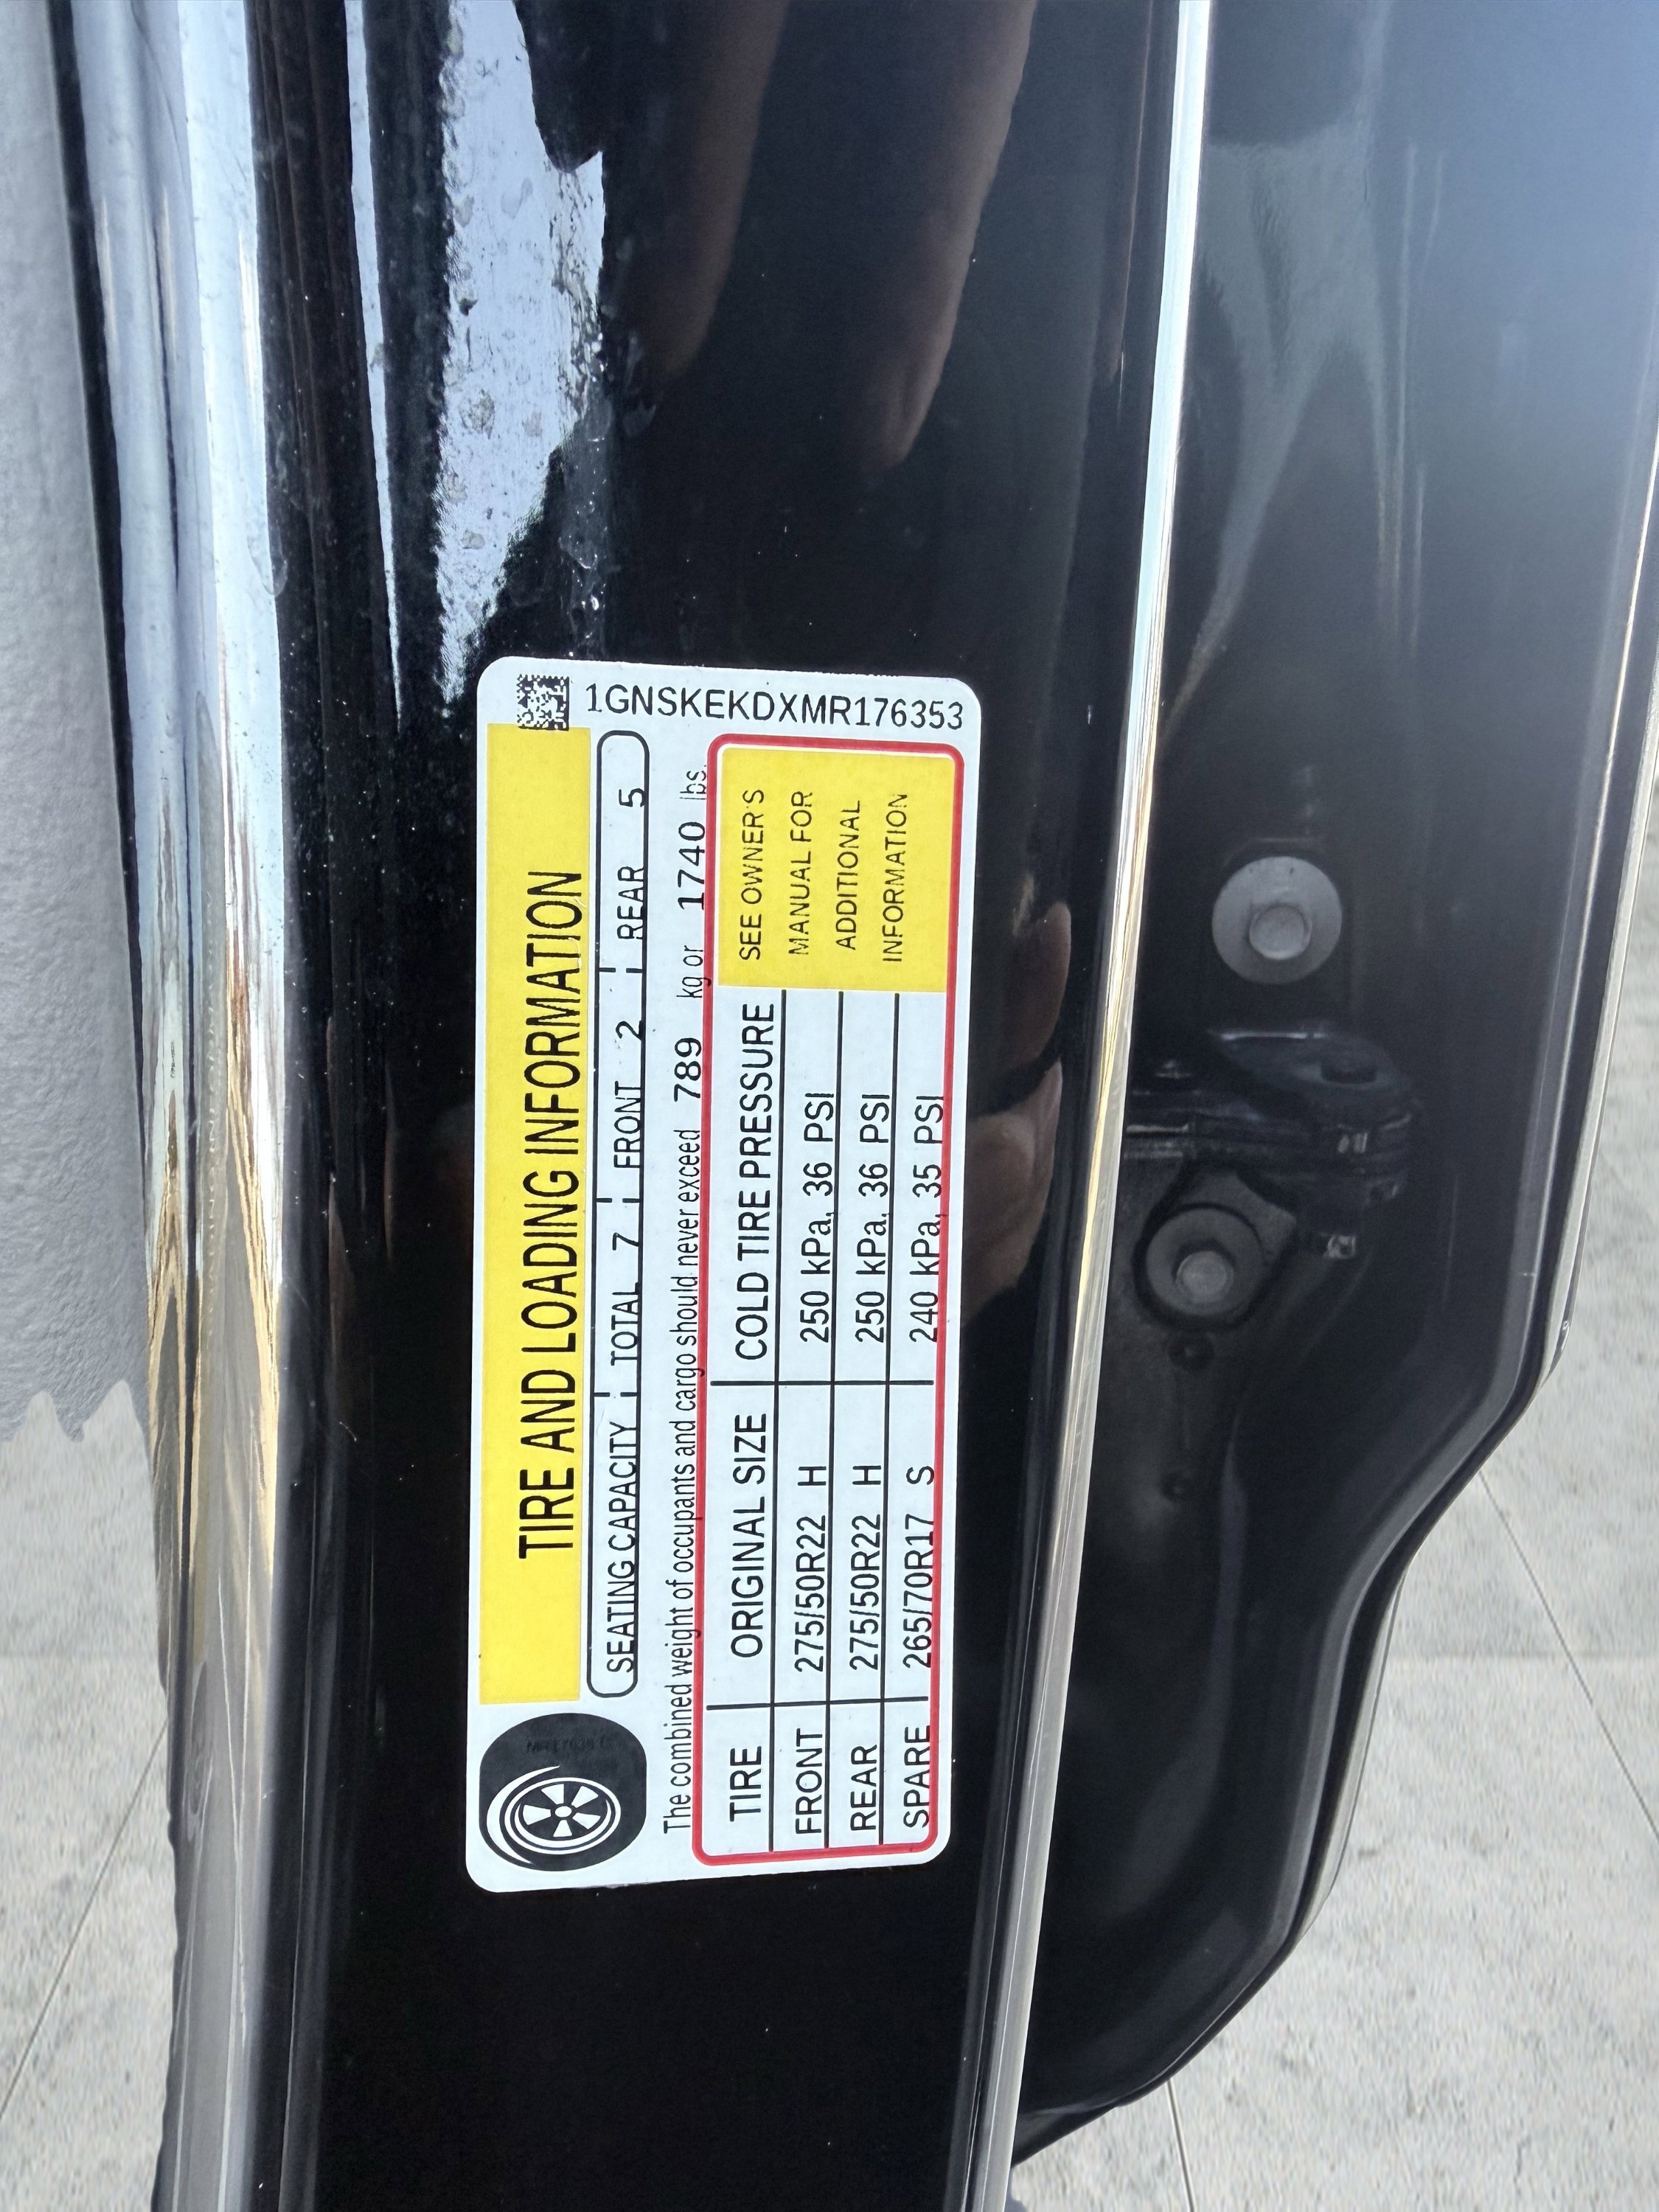 TIRE AND LOADING INFORMATION
SEATING CAPACITY TOTAL 7 FRONT 2 REAR 5
The combined weight of occupants and cargo should never exceed 789 kg or 1740 lbs.
TIRE ORIGINAL SIZE COLD TIRE PRESSURE
FRONT 275/50R22 H 250 kPa, 36 PSI
REAR 275/50R22 H 250 kPa, 36 PSI
SPARE 265/70R17 S 240 kPa, 35 PSI
SEE OWNER'S
MANUAL FOR
ADDITIONAL
INFORMATION
1GNSKEKDXMR176353